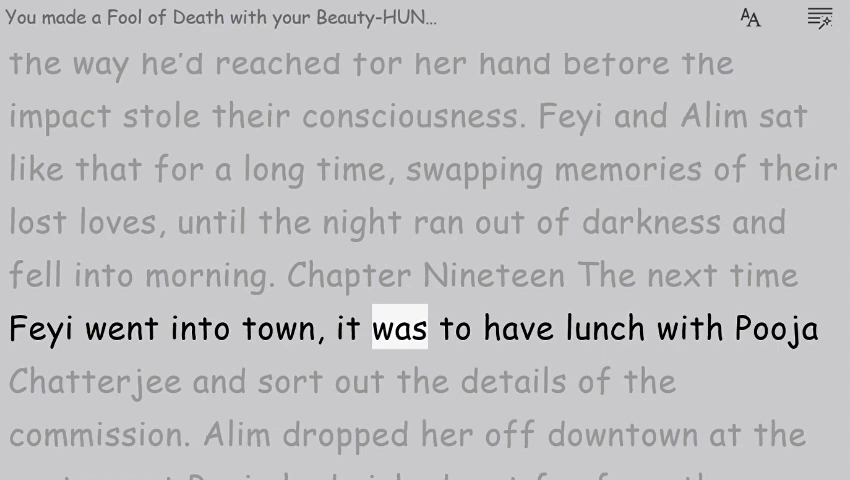 You made a Fool of Death with your Beauty-HUN...
the way he'd reached for her hand before the
impact stole their consciousness. Feyi and Alim sat
like that for a long time, swapping memories of their
lost loves, until the night ran out of darkness and
fell into morning. Chapter Nineteen The next time
Feyi went into town, it was to have lunch with Pooja
Chatterjee and sort out the details of the
commission. Alim dropped her off downtown at the